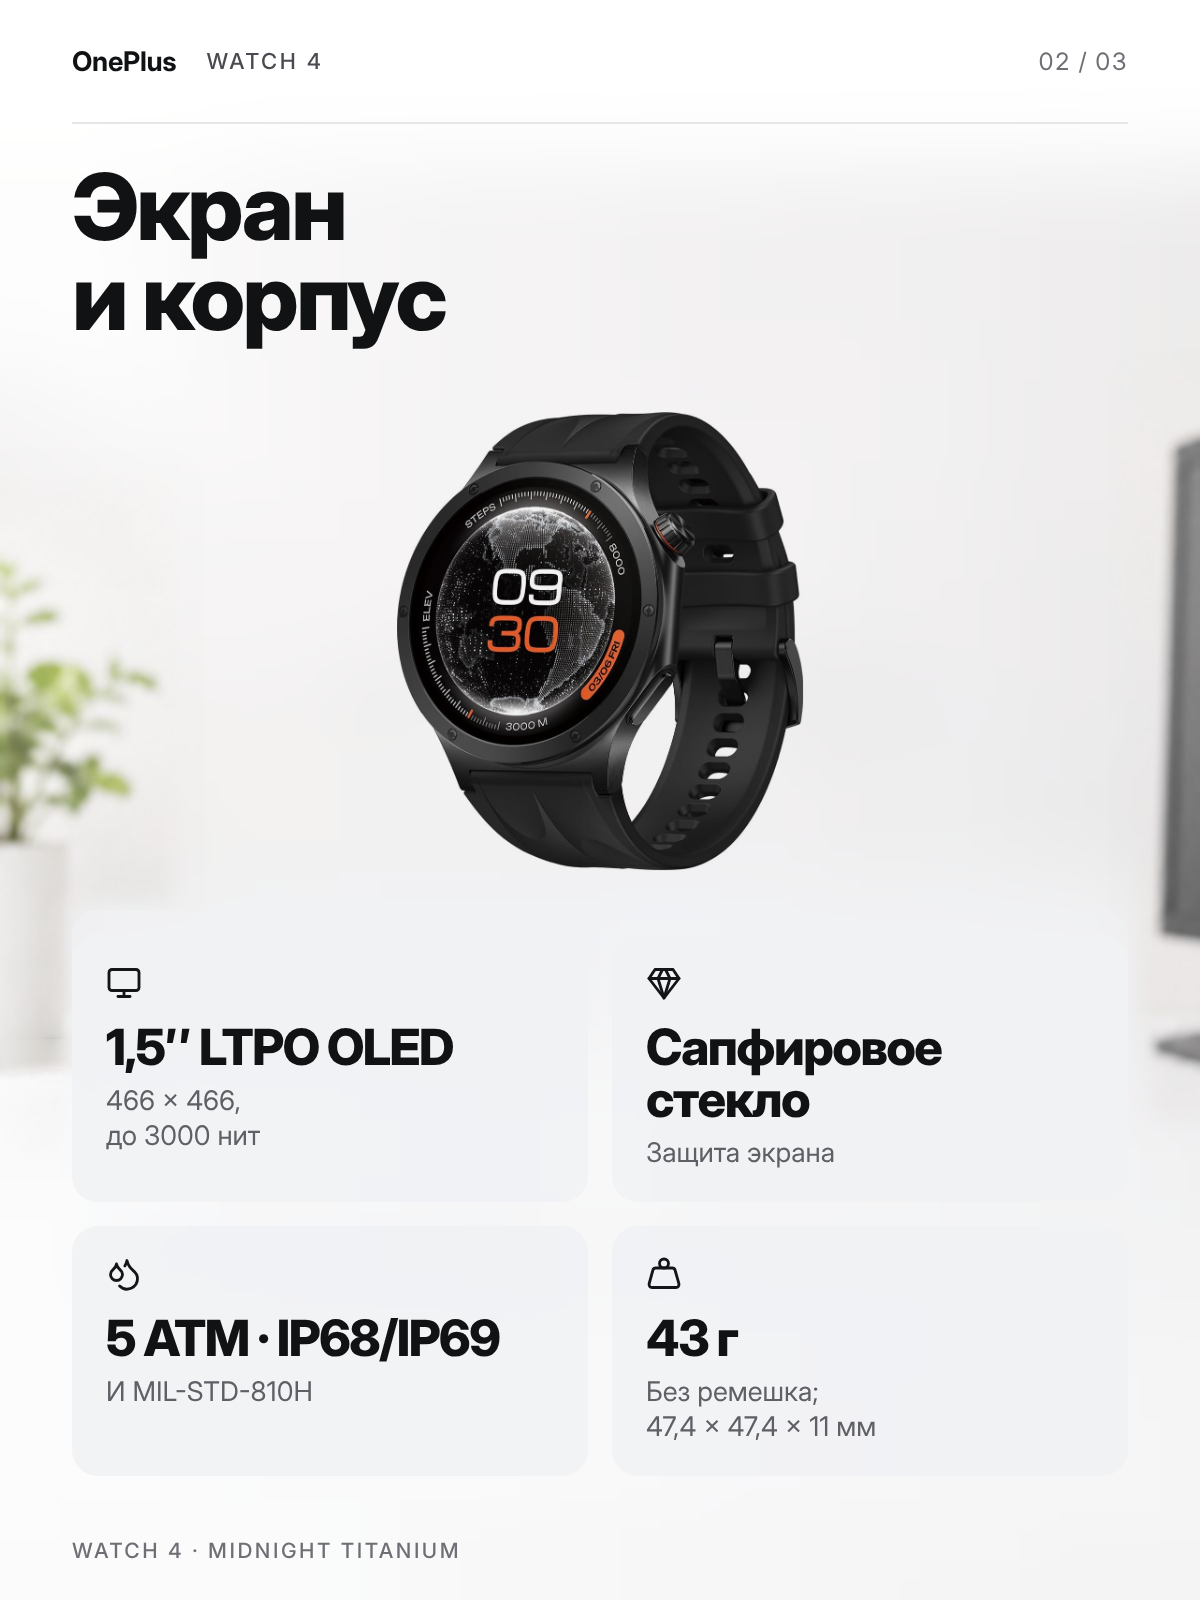 OnePlus WATCH 4 02 / 03
Экран
и корпус
STEPS
8000
ELEV
09
30
03/06 FRI
3000 M
1,5″ LTPO OLED
466 × 466,
до 3000 нит
Сапфировое
стекло
Защита экрана
5 ATM · IP68/IP69
И MIL-STD-810H
43 г
Без ремешка;
47,4 × 47,4 × 11 мм
WATCH 4 · MIDNIGHT TITANIUM